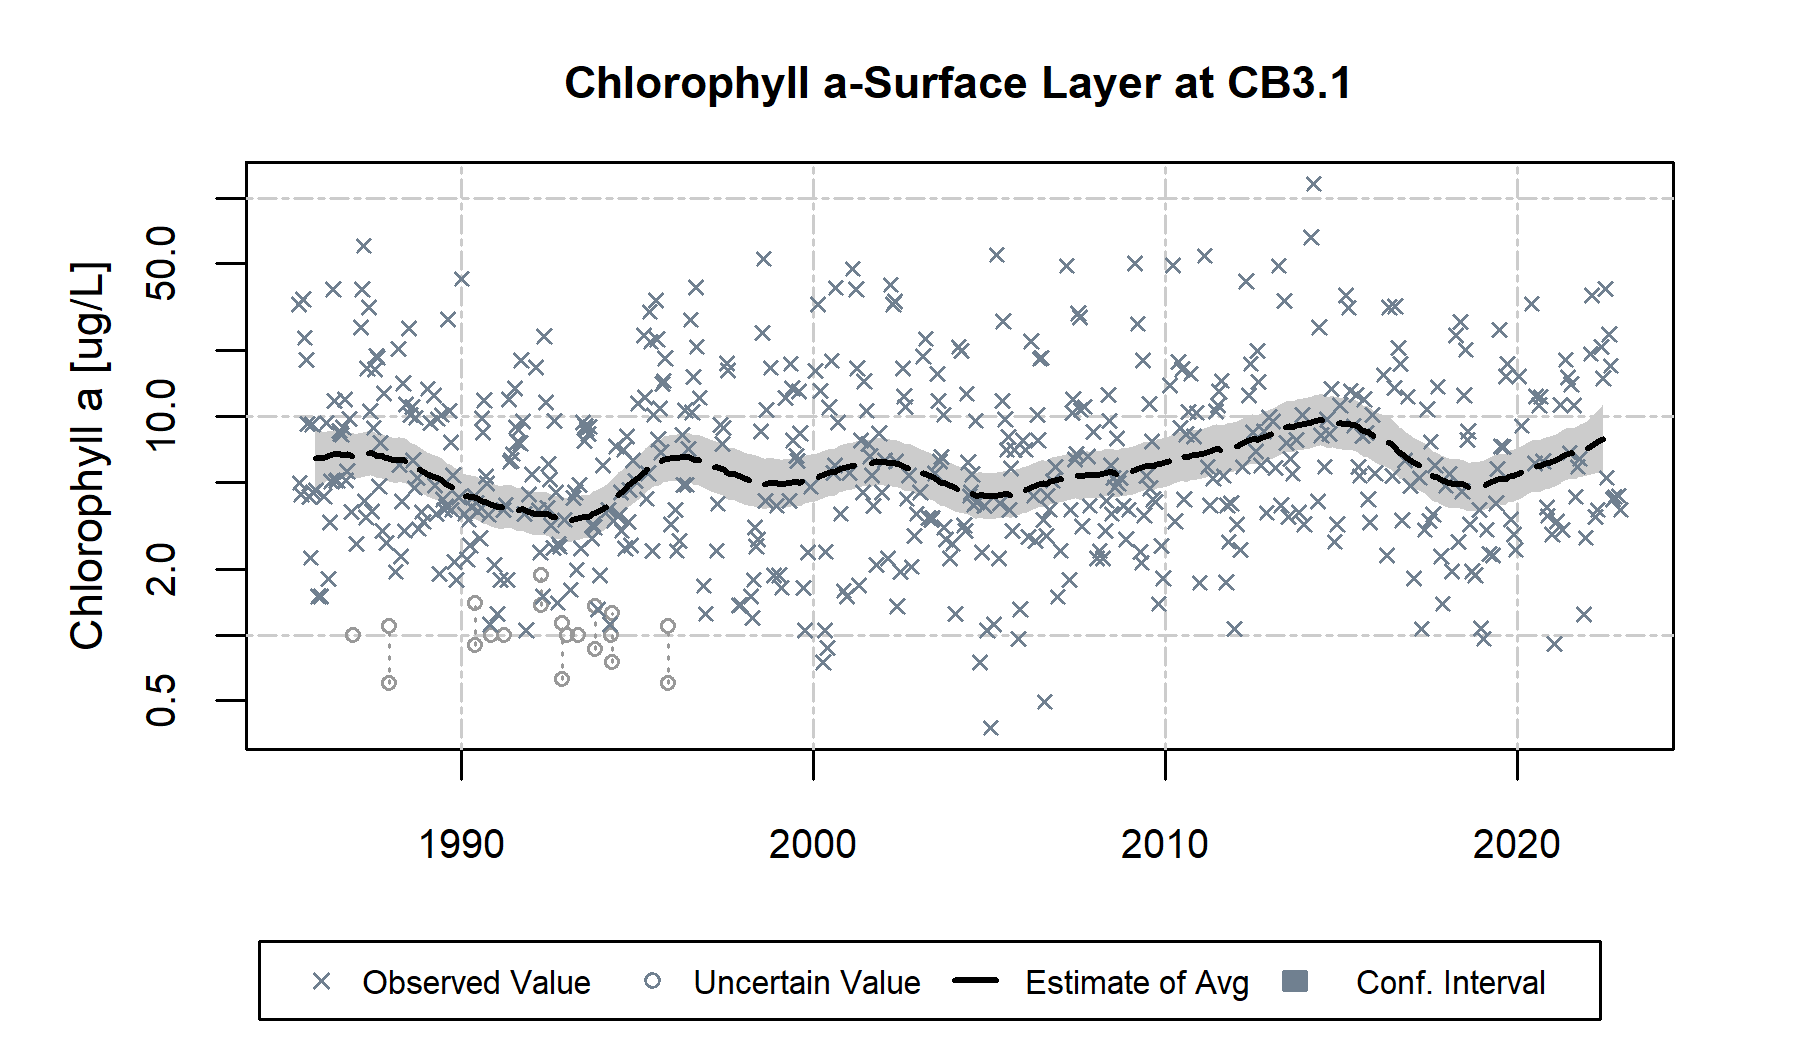 Chlorophyll a-Surface Layer at CB3.1
Chlorophyll a [ug/L]
50.0
10.0
2.0
0.5
1990 2000 2010 2020
Observed Value Uncertain Value Estimate of Avg Conf. Interval